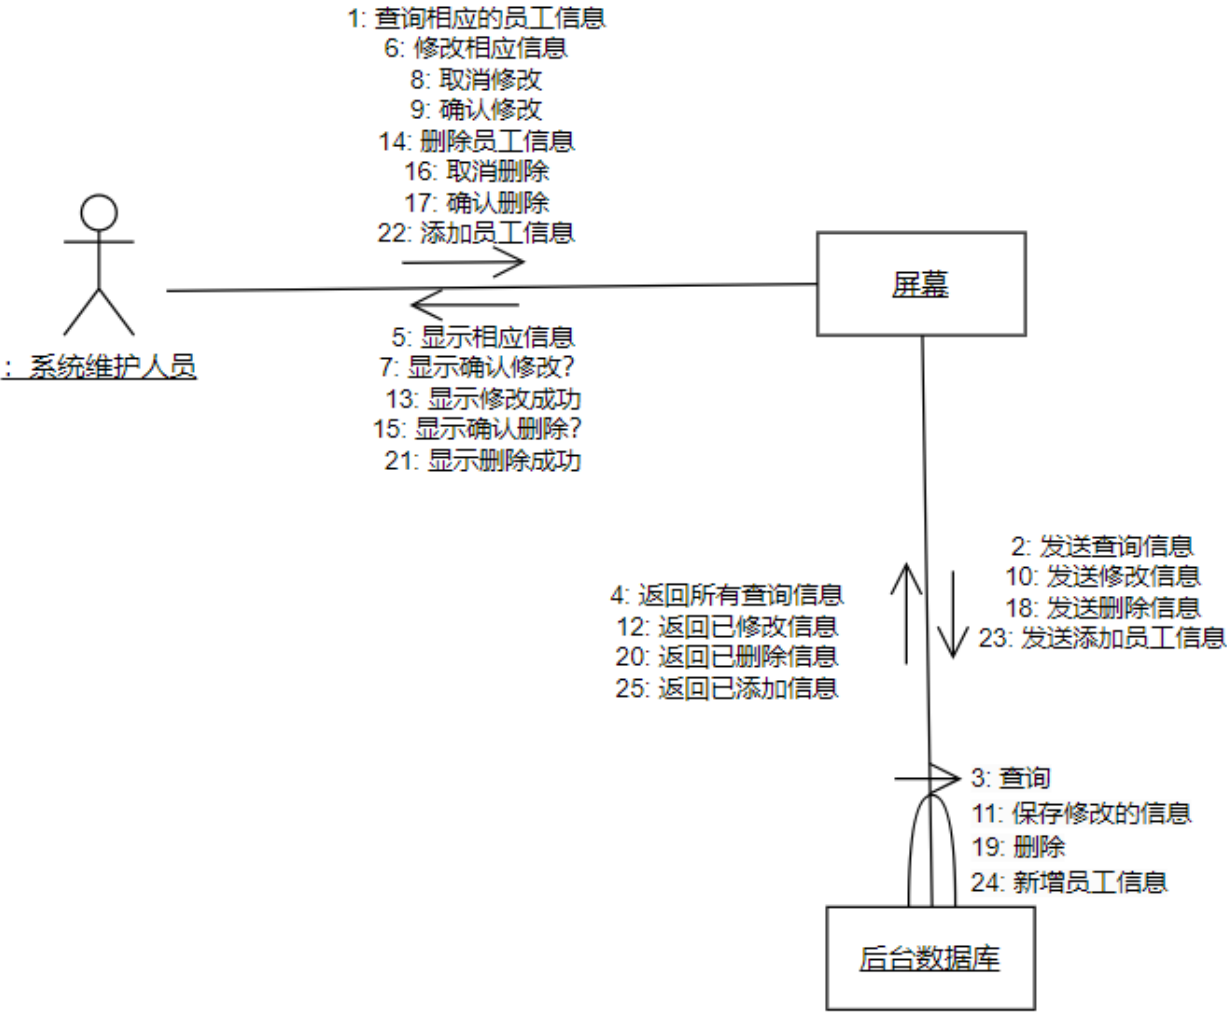 1: 查询相应的员工信息
6: 修改相应信息
8: 取消修改
9: 确认修改
14: 删除员工信息
16: 取消删除
17: 确认删除
22: 添加员工信息
屏幕
: 系统维护人员
5: 显示相应信息
7: 显示确认修改?
13: 显示修改成功
15: 显示确认删除?
21: 显示删除成功
2: 发送查询信息
10: 发送修改信息
18: 发送删除信息
23: 发送添加员工信息
4: 返回所有查询信息
12: 返回已修改信息
20: 返回已删除信息
25: 返回已添加信息
3: 查询
11: 保存修改的信息
19: 删除
24: 新增员工信息
后台数据库